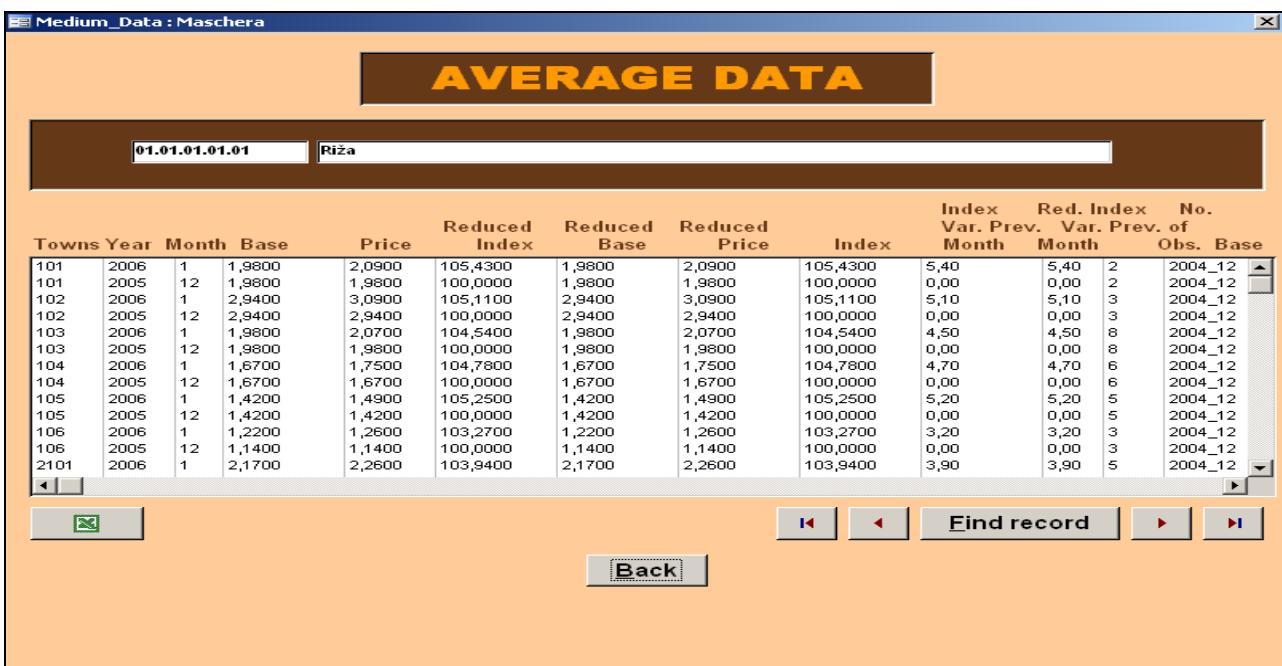 Medium_Data : Maschera
AVERAGE DATA
01.01.01.01.01 Riža
Index Red. Index No.
Reduced Reduced Reduced Var. Prev. Var. Prev. of
Towns Year Month Base Price Index Base Price Index Month Month Obs. Base
101 2006 1 1,9800 2,0900 105,4300 1,9800 2,0900 105,4300 5,40 5,40 2 2004_12
101 2005 12 1,9800 1,9800 100,0000 1,9800 1,9800 100,0000 0,00 0,00 2 2004_12
102 2006 1 2,9400 3,0900 105,1100 2,9400 3,0900 105,1100 5,10 5,10 3 2004_12
102 2005 12 2,9400 2,9400 100,0000 2,9400 2,9400 100,0000 0,00 0,00 3 2004_12
103 2006 1 1,9800 2,0700 104,5400 1,9800 2,0700 104,5400 4,50 4,50 8 2004_12
103 2005 12 1,9800 1,9800 100,0000 1,9800 1,9800 100,0000 0,00 0,00 8 2004_12
104 2006 1 1,6700 1,7500 104,7800 1,6700 1,7500 104,7800 4,70 4,70 6 2004_12
104 2005 12 1,6700 1,6700 100,0000 1,6700 1,6700 100,0000 0,00 0,00 6 2004_12
105 2006 1 1,4200 1,4900 105,2500 1,4200 1,4900 105,2500 5,20 5,20 5 2004_12
105 2005 12 1,4200 1,4200 100,0000 1,4200 1,4200 100,0000 0,00 0,00 5 2004_12
106 2006 1 1,2200 1,2600 103,2700 1,2200 1,2600 103,2700 3,20 3,20 3 2004_12
106 2005 12 1,1400 1,1400 100,0000 1,1400 1,1400 100,0000 0,00 0,00 3 2004_12
2101 2006 1 2,1700 2,2600 103,9400 2,1700 2,2600 103,9400 3,90 3,90 5 2004_12
Find record
Back